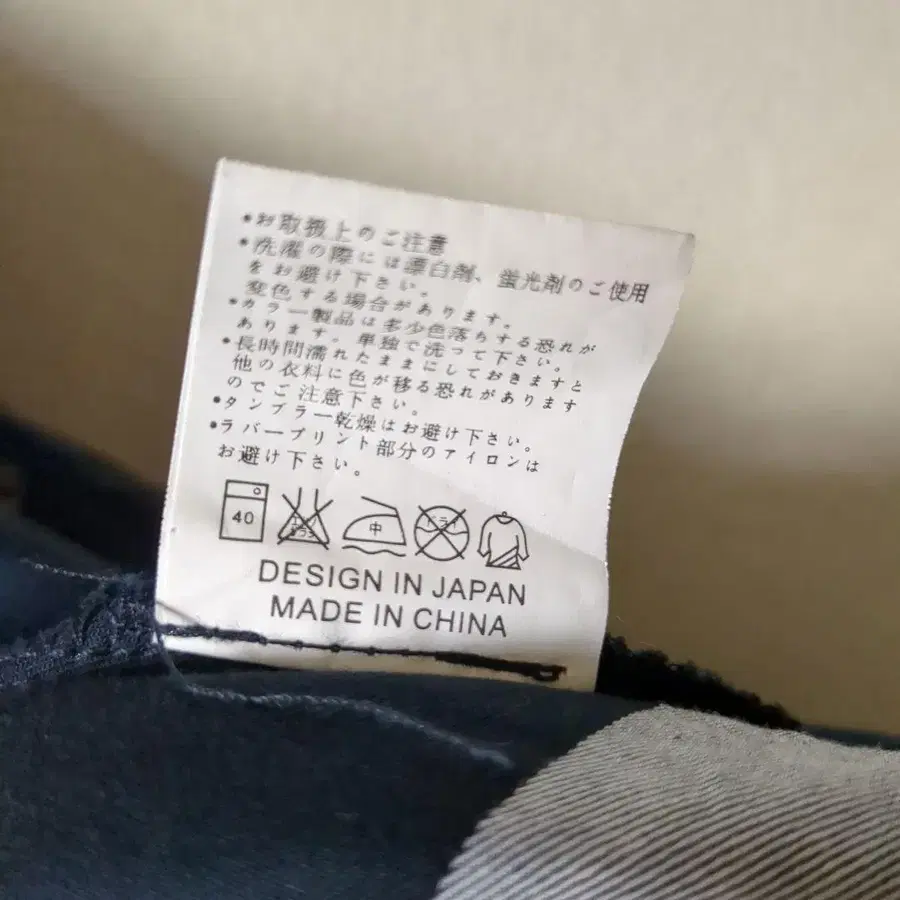 •お取扱上のご注意
•洗濯の際には漂白剤、蛍光剤のご使用
をお避け下さい。
変色する場合があります。
•カラー製品は多少色落ちする恐れが
あります。単独で洗って下さい。
•長時間濡れたままにしておきますと
他の衣料に色が移る恐れがあります
のでご注意下さい。
•タンブラー乾燥はお避け下さい。
•ラバープリント部分のアイロンは
お避け下さい。
40 中 ドライ
DESIGN IN JAPAN
MADE IN CHINA